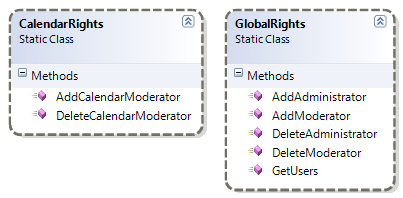 CalendarRights
Static Class
Methods
AddCalendarModerator
DeleteCalendarModerator
GlobalRights
Static Class
Methods
AddAdministrator
AddModerator
DeleteAdministrator
DeleteModerator
GetUsers